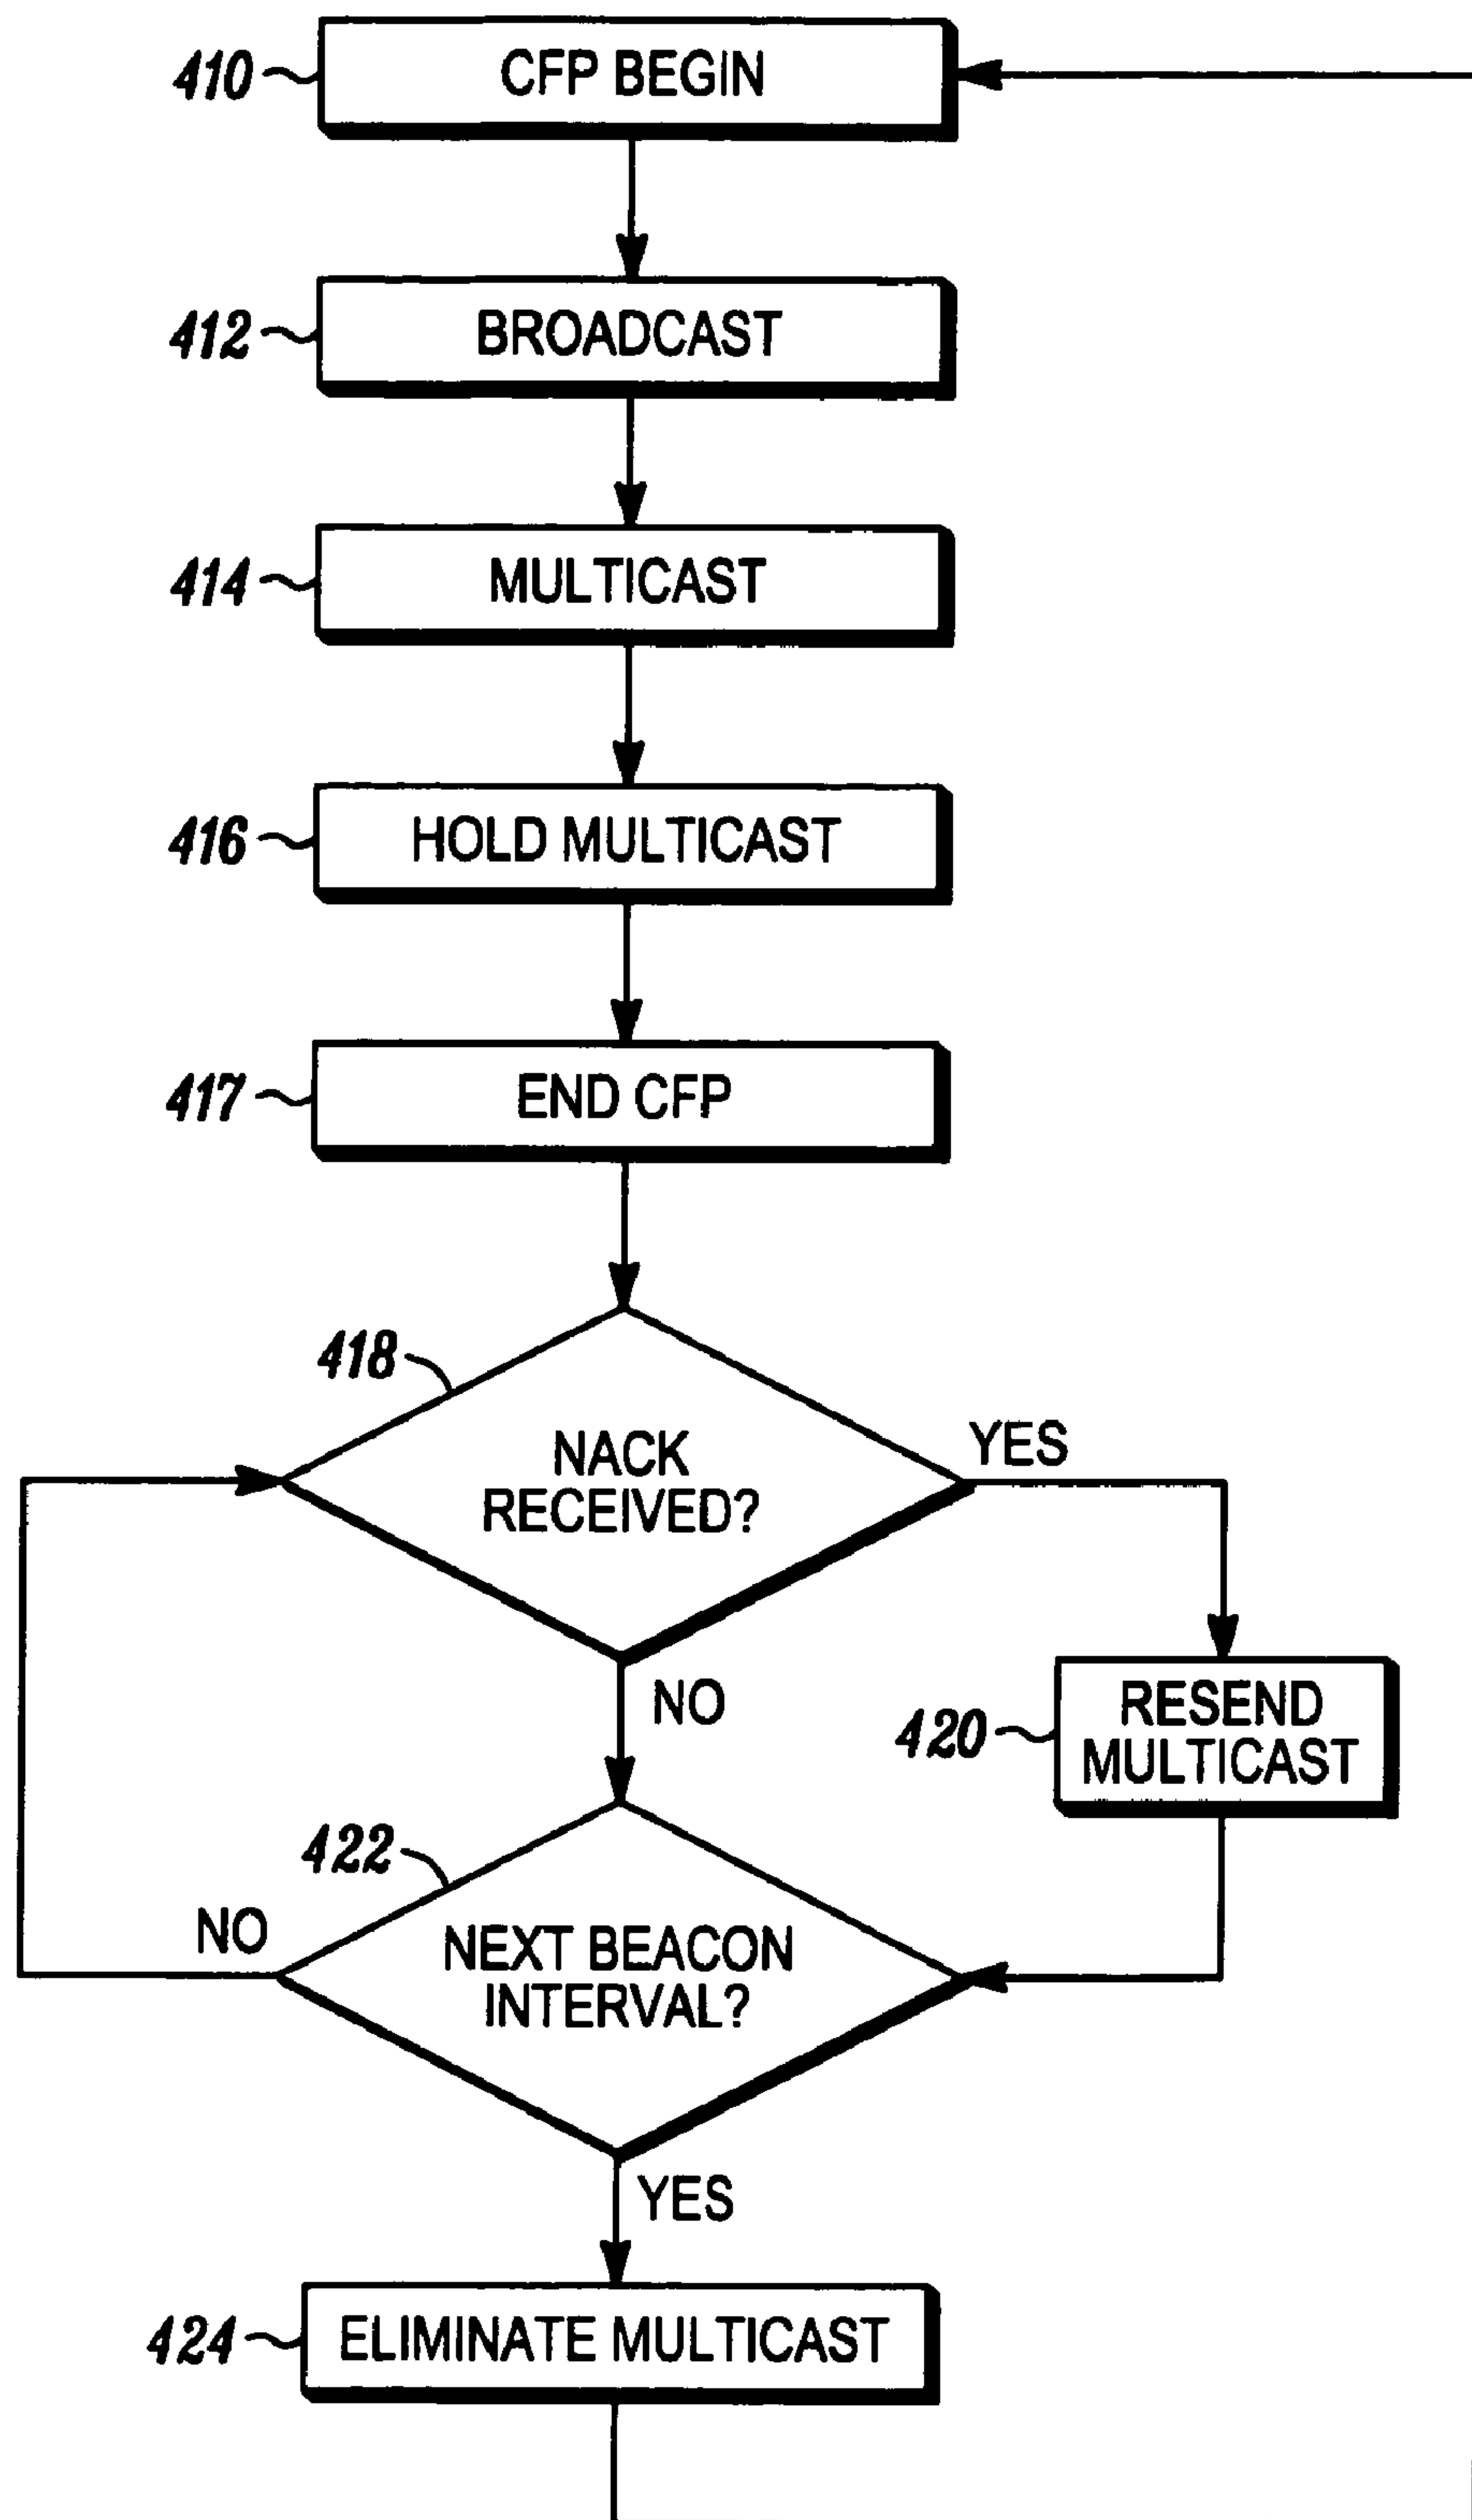 410
CFP BEGIN
412
BROADCAST
414
MULTICAST
416
HOLD MULTICAST
417
END CFP
418
NACK
RECEIVED?
YES
NO
420
RESEND
MULTICAST
422
NO
NEXT BEACON
INTERVAL?
YES
424
ELIMINATE MULTICAST